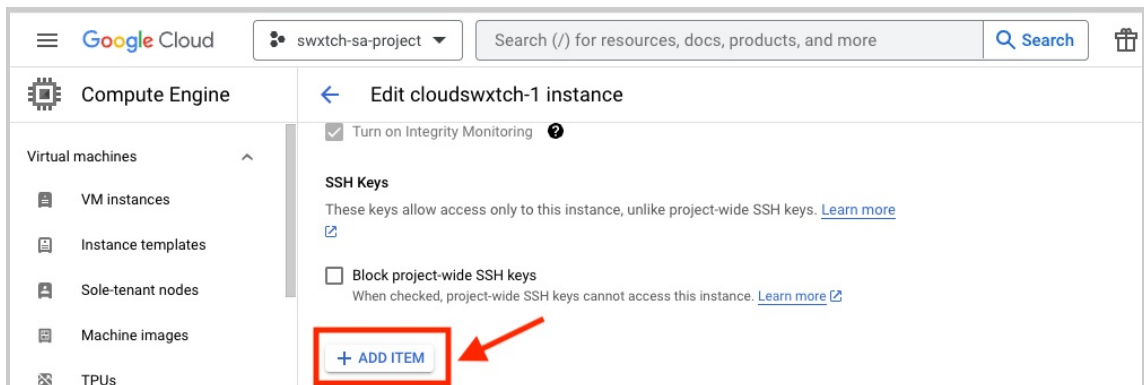 Google Cloud
swxtch-sa-project
Search (/) for resources, docs, products, and more
Search
Compute Engine
Edit cloudswxtch-1 instance
Turn on Integrity Monitoring
Virtual machines
VM instances
Instance templates
Sole-tenant nodes
Machine images
TPUs
SSH Keys
These keys allow access only to this instance, unlike project-wide SSH keys. Learn more
Block project-wide SSH keys
When checked, project-wide SSH keys cannot access this instance. Learn more
+ ADD ITEM